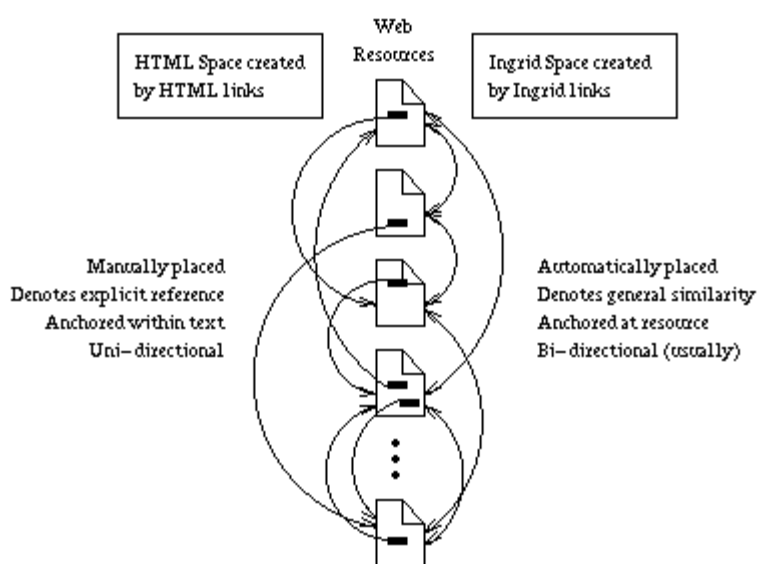 Web
Resources
HTML Space created
by HTML links
Ingrid Space created
by Ingrid links
Manually placed
Denotes explicit reference
Anchored within text
Uni-directional
Automatically placed
Denotes general similarity
Anchored at resource
Bi-directional (usually)